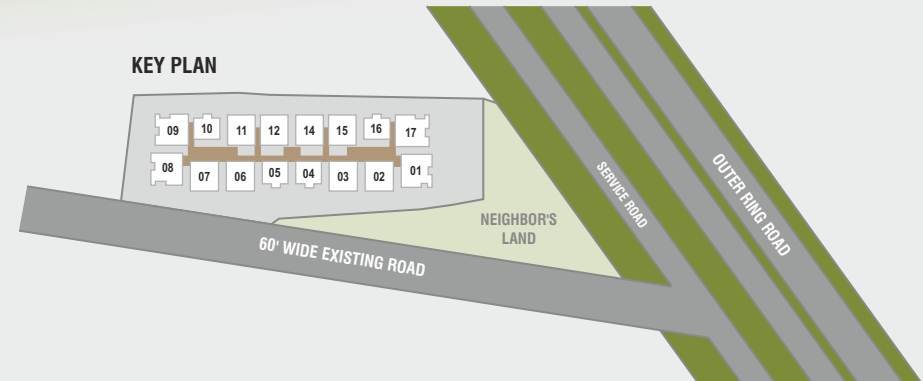 KEY PLAN
09 10 11 12 14 15 16 17
08 07 06 05 04 03 02 01
NEIGHBOR'S
LAND
60' WIDE EXISTING ROAD
SERVICE ROAD
OUTER RING ROAD